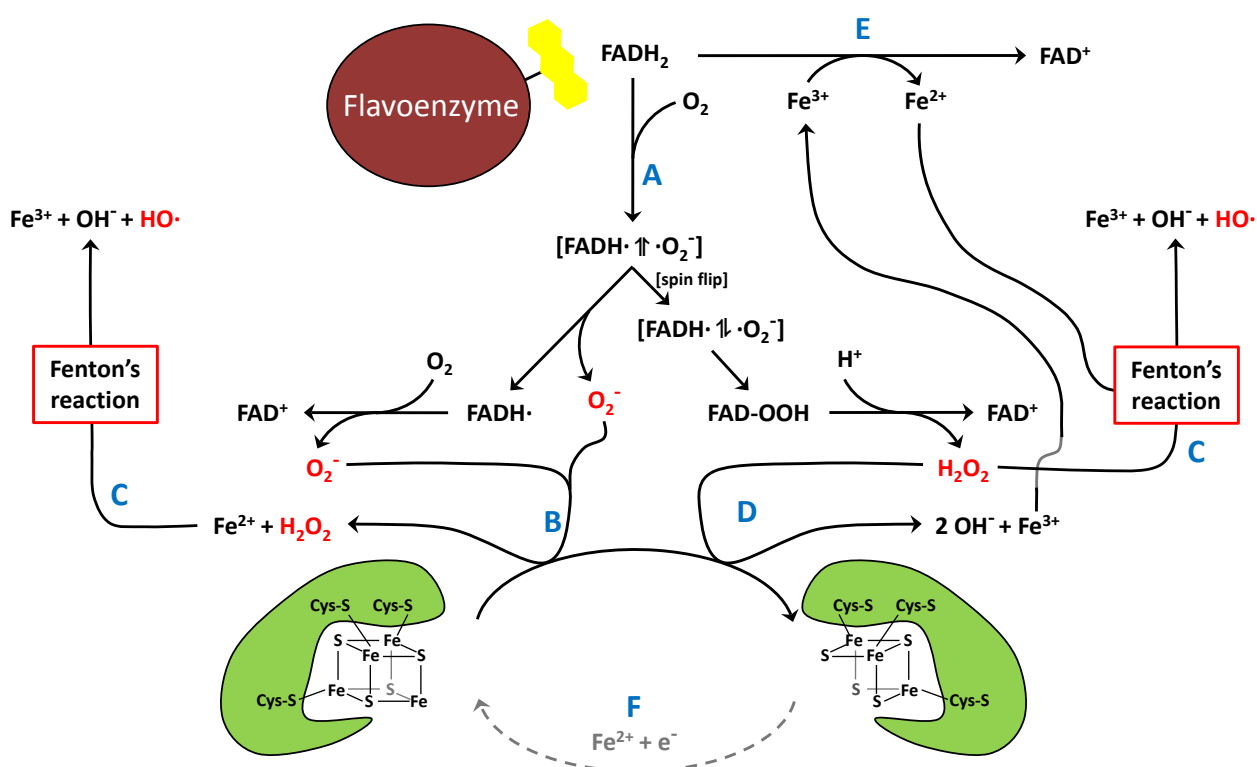 E
FADH₂
FAD⁺
Flavoenzyme
O₂
Fe³⁺
Fe²⁺
A
Fe³⁺ + OH⁻ + HO·
Fe³⁺ + OH⁻ + HO·
[FADH· ⥮ ·O₂⁻]
[spin flip]
[FADH· ⥮ ·O₂⁻]
Fenton’s
reaction
O₂
H⁺
Fenton’s
reaction
FAD⁺
FADH·
O₂⁻
FAD-OOH
FAD⁺
O₂⁻
H₂O₂
C
C
B
D
Fe²⁺ + H₂O₂
2 OH⁻ + Fe³⁺
Cys-S
Cys-S
S
Fe
Fe
S
Cys-S
Fe
S
S
Fe
Cys-S
Cys-S
Fe
S
S
Fe
S
Fe
S
Cys-S
F
Fe²⁺ + e⁻